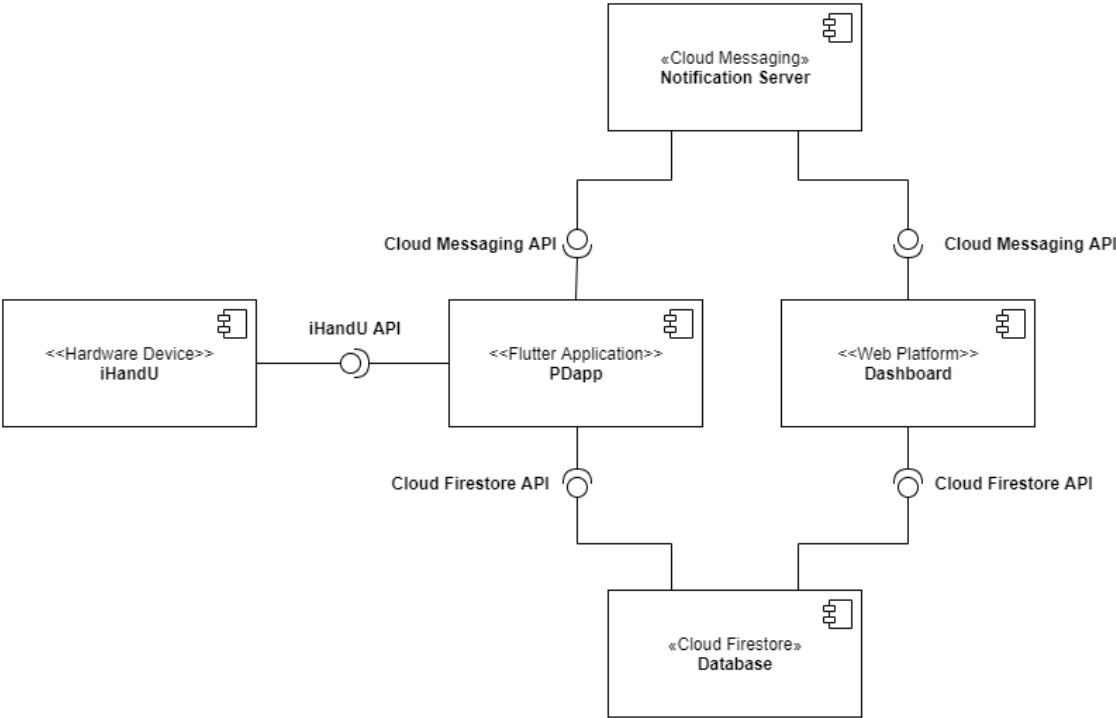 «Cloud Messaging»
Notification Server
Cloud Messaging API
Cloud Messaging API
iHandU API
<<Hardware Device>>
iHandU
<<Flutter Application>>
PDapp
<<Web Platform>>
Dashboard
Cloud Firestore API
Cloud Firestore API
«Cloud Firestore»
Database